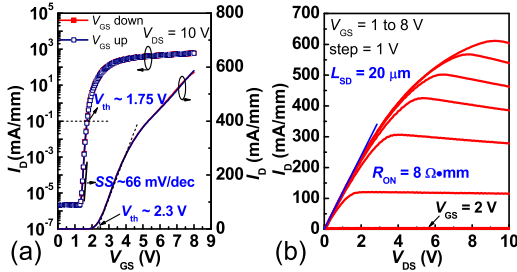 V_GS down
V_GS up
V_DS = 10 V
V_th ~ 1.75 V
SS~66 mV/dec
V_th ~ 2.3 V
10^5
10^3
10^1
10^-1
10^-3
10^-5
10^-7
I_D (mA/mm)
800
600
400
200
0
I_D (mA/mm)
0 1 2 3 4 5 6 7 8 9
V_GS (V)
(a)
V_GS = 1 to 8 V
step = 1 V
L_SD = 20 μm
R_ON = 8 Ω•mm
V_GS = 2 V
700
600
500
400
300
200
100
0
0 2 4 6 8 10
V_DS (V)
(b)